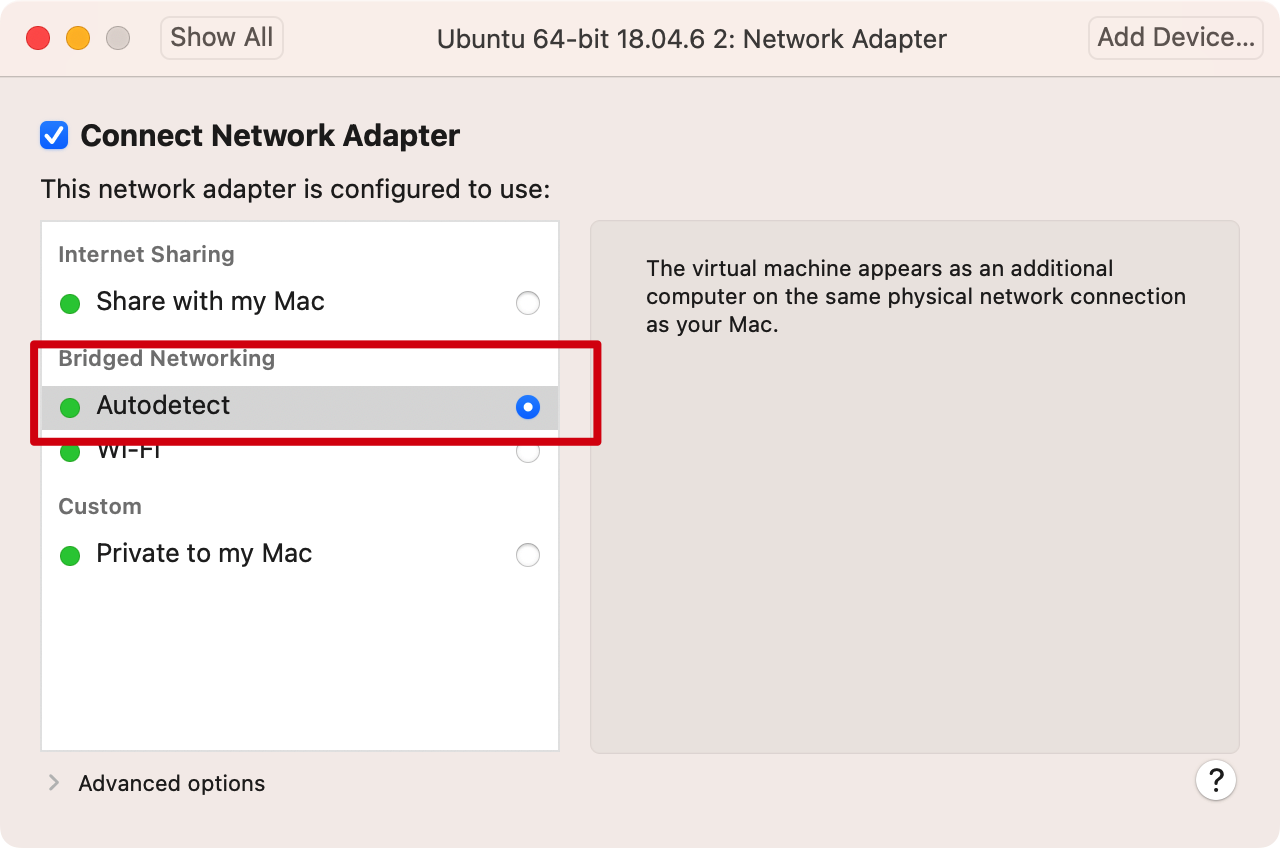 Show All
Ubuntu 64-bit 18.04.6 2: Network Adapter
Add Device...
Connect Network Adapter
This network adapter is configured to use:
Internet Sharing
Share with my Mac
Bridged Networking
Autodetect
Wi-Fi
Custom
Private to my Mac
The virtual machine appears as an additional
computer on the same physical network connection
as your Mac.
Advanced options
?